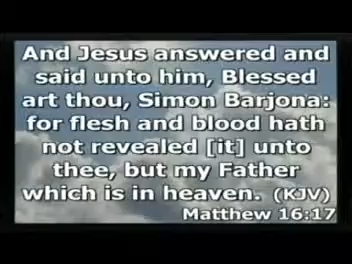 And Jesus answered and
said unto him, Blessed
art thou, Simon Barjona:
for flesh and blood hath
not revealed [it] unto
thee, but my Father
which is in heaven. (KJV)
Matthew 16:17